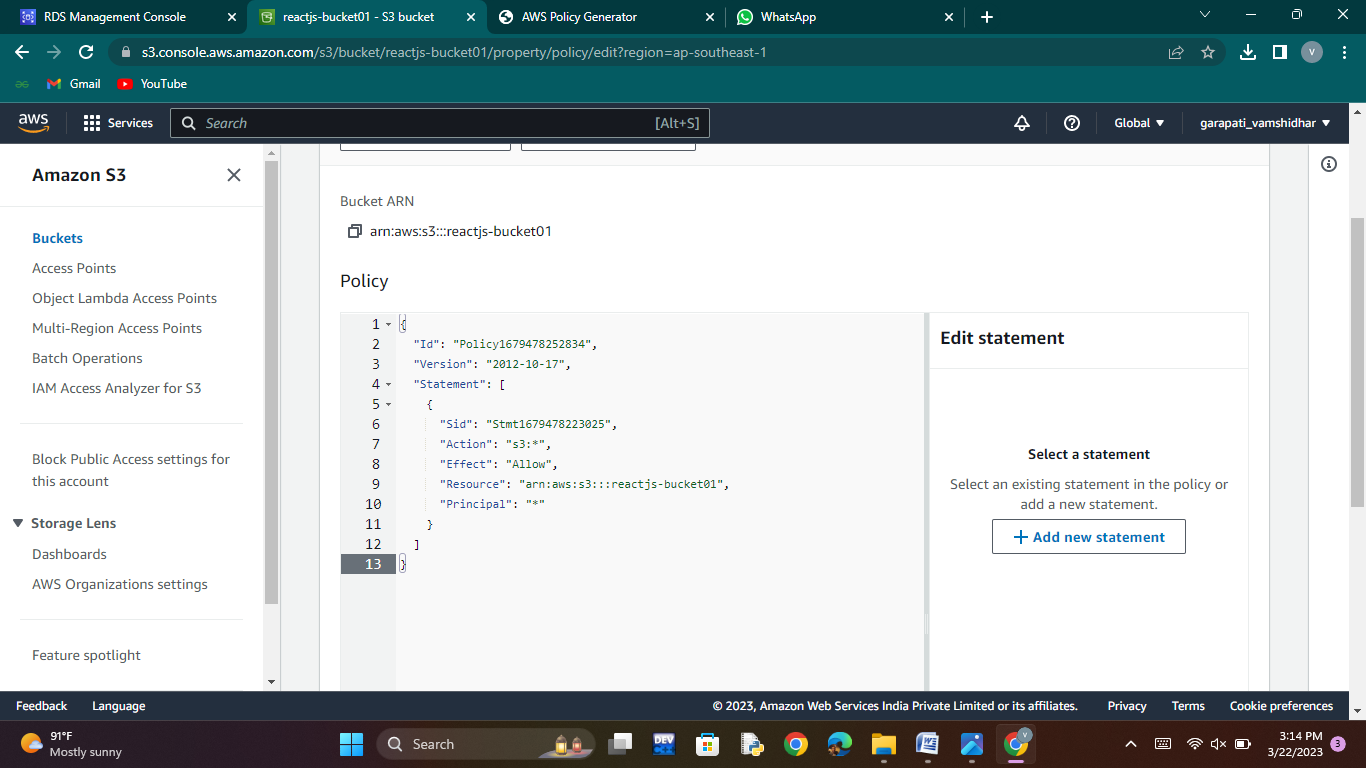 RDS Management Console
reactjs-bucket01 - S3 bucket
AWS Policy Generator
WhatsApp
s3.console.aws.amazon.com/s3/bucket/reactjs-bucket01/property/policy/edit?region=ap-southeast-1
V
Gmail
YouTube
aws
Services
Search
[Alt+S]
Global
garapati_vamshidhar
Amazon S3
Buckets
Access Points
Object Lambda Access Points
Multi-Region Access Points
Batch Operations
IAM Access Analyzer for S3
Block Public Access settings for
this account
Storage Lens
Dashboards
AWS Organizations settings
Feature spotlight
Bucket ARN
arn:aws:s3:::reactjs-bucket01
Policy
1 {
2 "Id": "Policy1679478252834",
3 "Version": "2012-10-17",
4 "Statement": [
5 {
6 "Sid": "Stmt1679478223025",
7 "Action": "s3:*",
8 "Effect": "Allow",
9 "Resource": "arn:aws:s3:::reactjs-bucket01",
10 "Principal": "*"
11 }
12 ]
13 }
Edit statement
Select a statement
Select an existing statement in the policy or
add a new statement.
+ Add new statement
Feedback
Language
© 2023, Amazon Web Services India Private Limited or its affiliates.
Privacy
Terms
Cookie preferences
91°F
Mostly sunny
Search
DEV
V
3:14 PM
3/22/2023
3